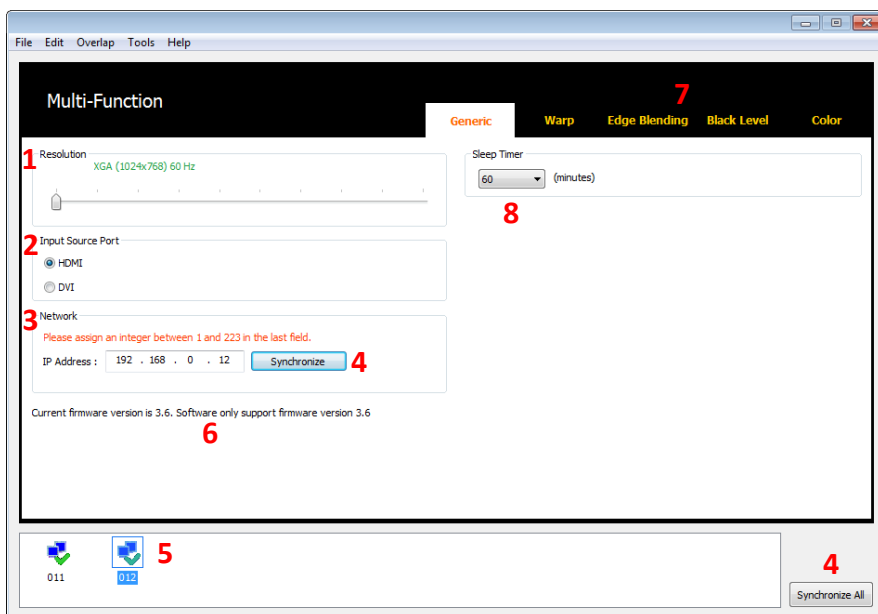 File Edit Overlap Tools Help
Multi-Function
7
Generic Warp Edge Blending Black Level Color
1 Resolution
XGA (1024x768) 60 Hz
Sleep Timer
60 (minutes)
8
2 Input Source Port
HDMI
DVI
3 Network
Please assign an integer between 1 and 223 in the last field.
IP Address : 192 . 168 . 0 . 12 Synchronize 4
Current firmware version is 3.6. Software only support firmware version 3.6
6
5
011 012
4
Synchronize All